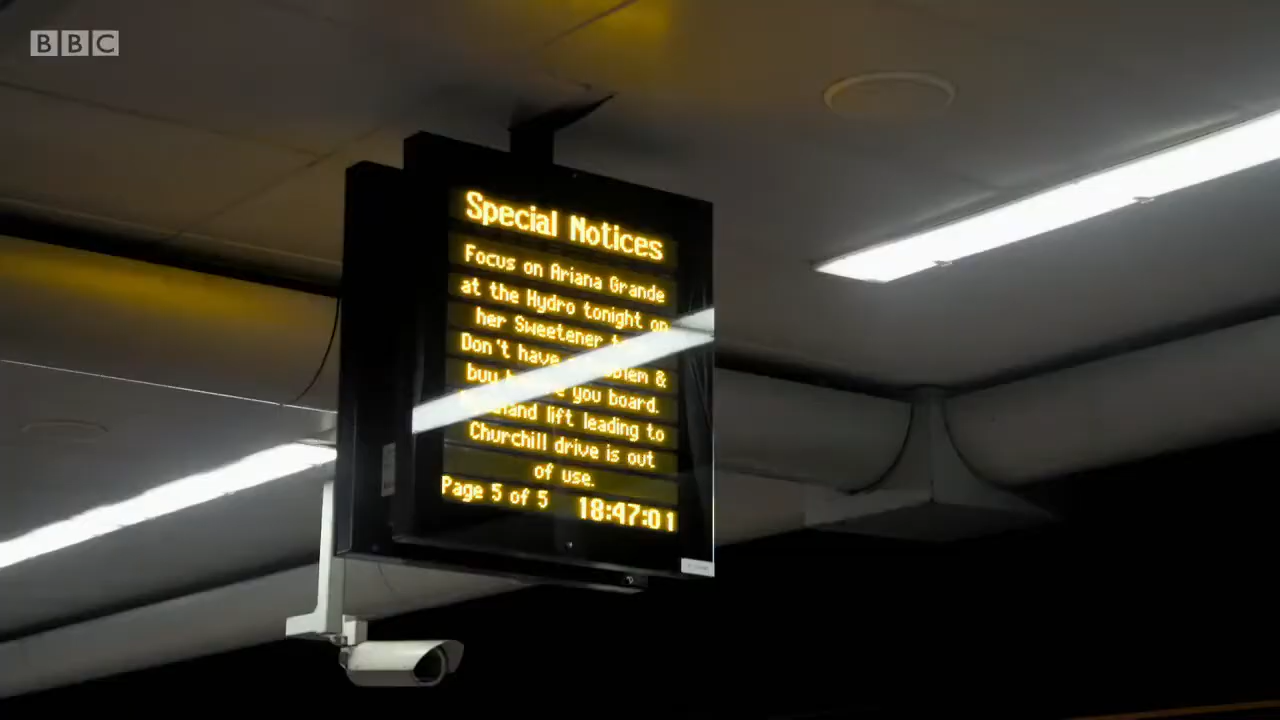 BBC
Special Notices
Focus on Ariana Grande
at the Hydro tonight on
her Sweetener
Don't have &
buy you board.
lift leading to
Churchill drive is out
of use.
Page 5 of 5 18:47:01